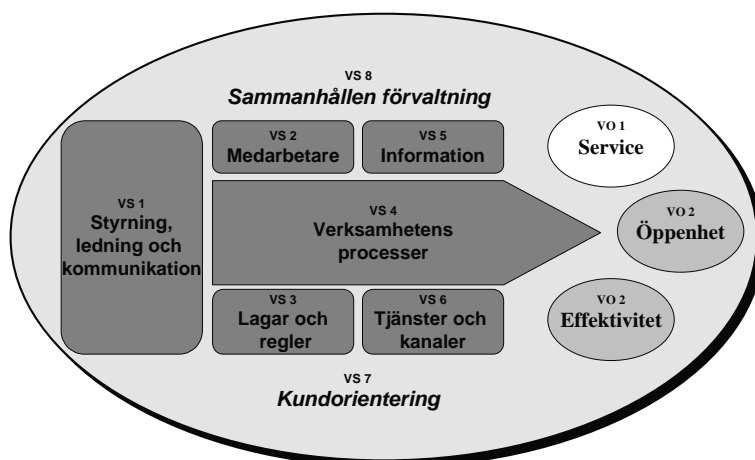 VS 8
Sammanhållen förvaltning
VS 1
Styrning,
ledning och
kommunikation
VS 2
Medarbetare
VS 5
Information
VS 4
Verksamhetens
processer
VS 3
Lagar och
regler
VS 6
Tjänster och
kanaler
VO 1
Service
VO 2
Öppenhet
VO 2
Effektivitet
VS 7
Kundorientering